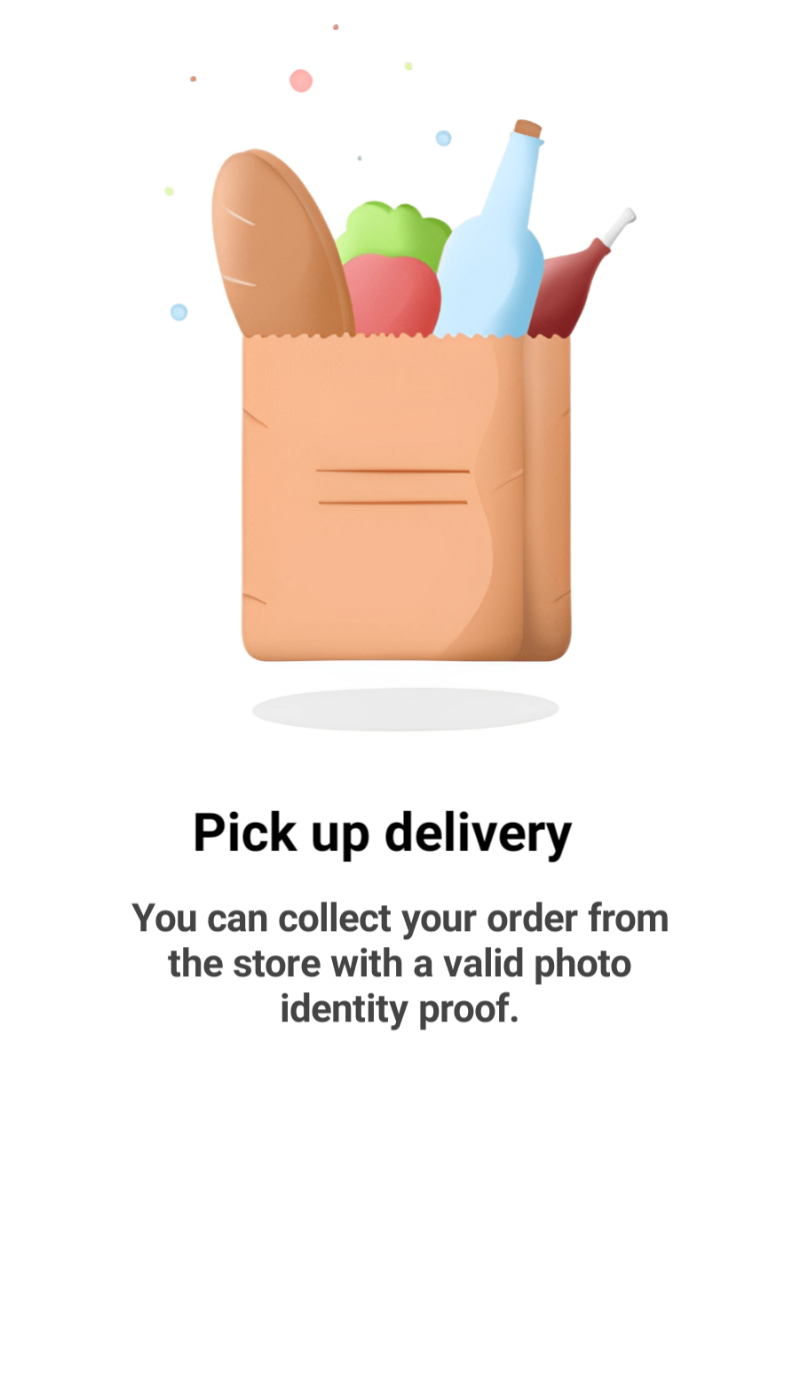 Pick up delivery
You can collect your order from
the store with a valid photo
identity proof.